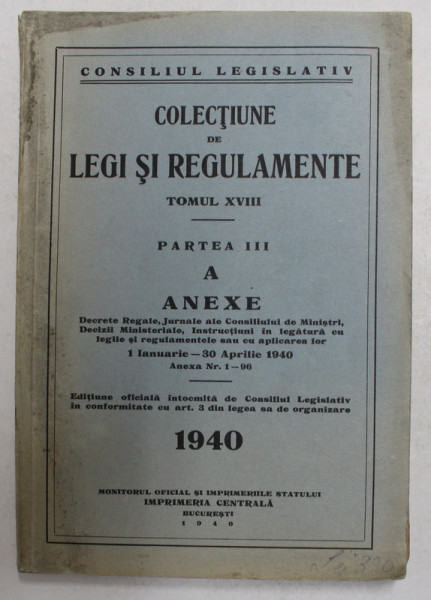 CONSILIUL LEGISLATIV
COLECŢIUNE
DE
LEGI ŞI REGULAMENTE
TOMUL XVIII
PARTEA III
A
ANEXE
Decrete Regale, Jurnale ale Consiliului de Miniştri,
Decizii Ministeriale, Instrucţiuni în legătură cu
legile şi regulamentele sau cu aplicarea lor
1 Ianuarie — 30 Aprilie 1940
Anexa Nr. 1 — 96
Ediţiune oficială întocmită de Consiliul Legislativ
în conformitate cu art. 3 din legea sa de organizare
1940
MONITORUL OFICIAL ŞI IMPRIMERIILE STATULUI
IMPRIMERIA CENTRALĂ
BUCUREŞTI
1940